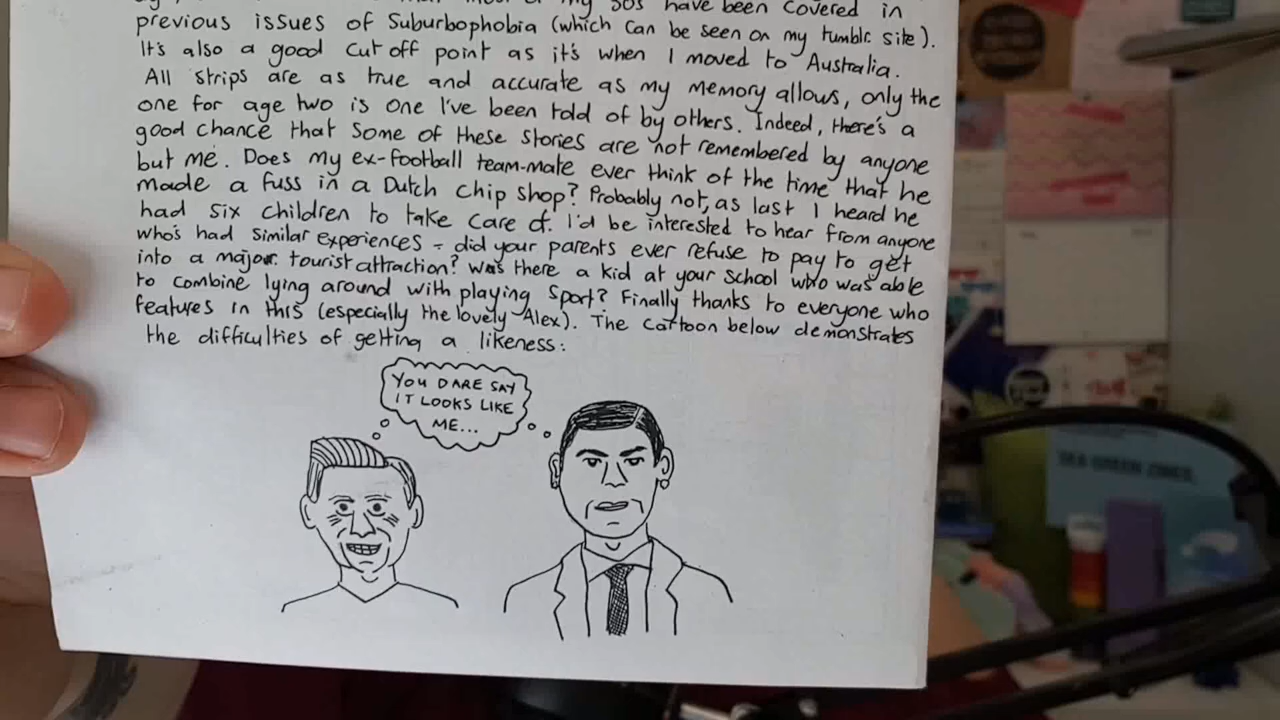 have been covered in
previous issues of Suburbophobia (which can be seen on my tumblr site).
It's also a good cut off point as it's when I moved to Australia.
All strips are as true and accurate as my memory allows, only the
one for age two is one I've been told of by others. Indeed, there's a
good chance that some of these stories are not remembered by anyone
but me. Does my ex-football team-mate ever think of the time that he
made a fuss in a Dutch chip shop? Probably not, as last I heard he
had six children to take care of. I'd be interested to hear from anyone
who's had similar experiences - did your parents ever refuse to pay to get
into a major tourist attraction? Was there a kid at your school who was able
to combine lying around with playing sport? Finally thanks to everyone who
features in this (especially the lovely Alex). The cartoon below demonstrates
the difficulties of getting a likeness:
YOU DARE SAY
IT LOOKS LIKE
ME...